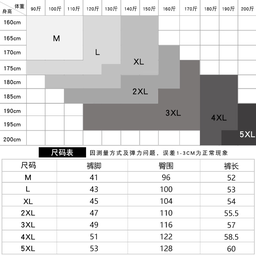 体重
身高
90斤 100斤 110斤 120斤 130斤 140斤 150斤 160斤 170斤 180斤 190斤 200斤
160cm
165cm
170cm
175cm
180cm
185cm
190cm
195cm
200cm
M
L
XL
2XL
3XL
4XL
5XL
尺码表 因测量方式及弹力问题，误差1-3CM为正常现象
尺码 裤脚 臀围 裤长
M 41 96 52
L 43 100 53
XL 45 104 54
2XL 47 110 55.5
3XL 49 116 57
4XL 51 122 58.5
5XL 53 128 60